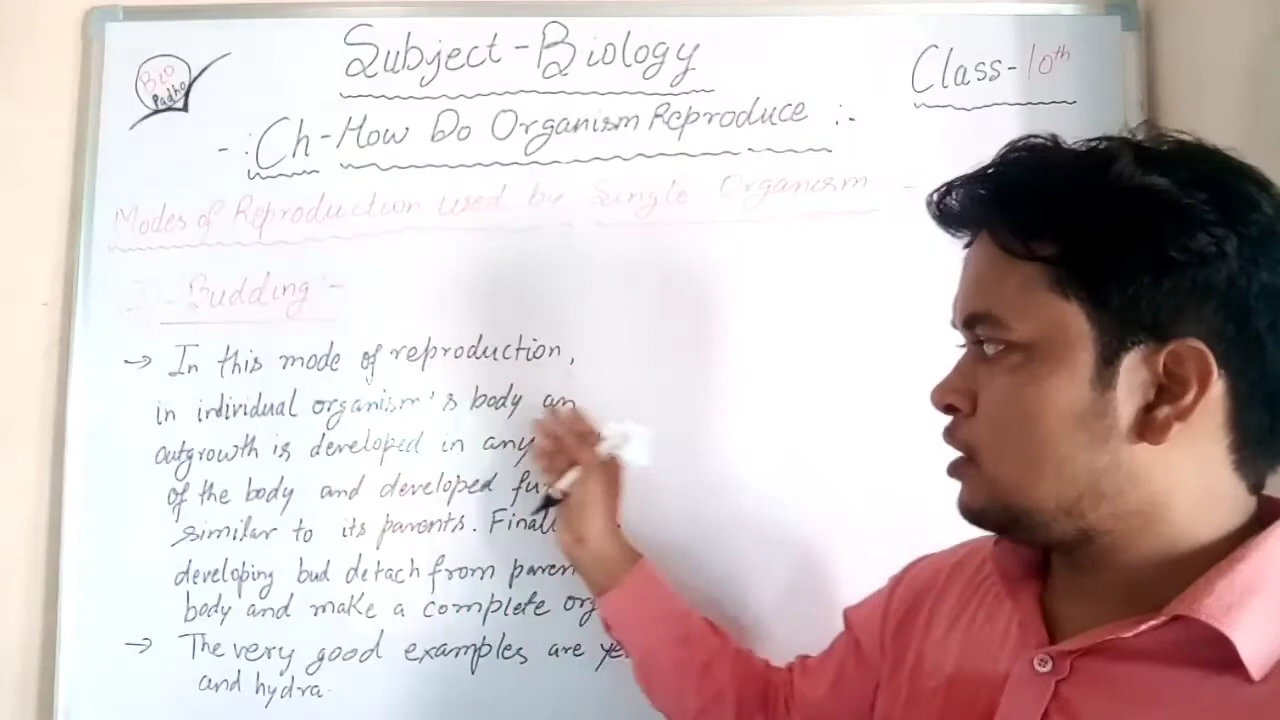 Bio
Padho
Subject-Biology
Class-10th
-: Ch-How Do Organism Reproduce :-
Modes of Reproduction used by Single Organism -
- Budding -
→ In this mode of reproduction,
in individual organism's body an
outgrowth is developed in any
of the body and developed
similar to its parents.
developing bud detach from
body and make a complete
→ The very good examples are
and hydra.